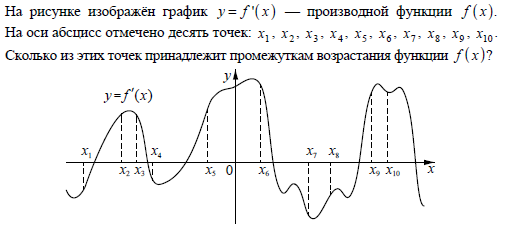 На рисунке изображён график y = f '(x) — производной функции f(x).
На оси абсцисс отмечено десять точек: x₁, x₂, x₃, x₄, x₅, x₆, x₇, x₈, x₉, x₁₀.
Сколько из этих точек принадлежит промежуткам возрастания функции f(x)?
y
y = f '(x)
x₁ x₄ x₇ x₈
x₂ x₃ x₅ 0 x₆ x₉ x₁₀ x